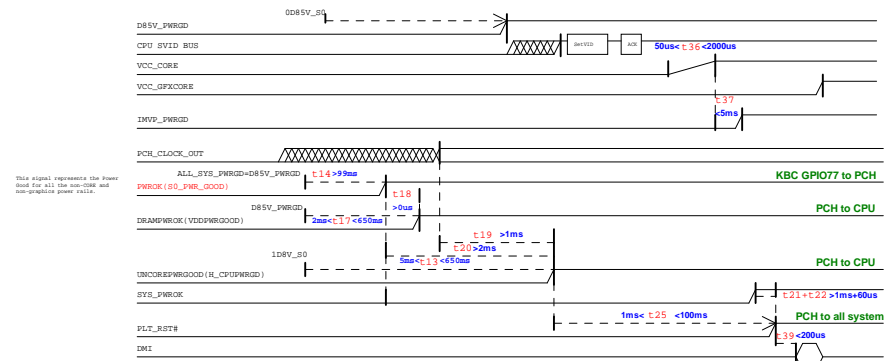 0D85V_S0
D85V_PWRGD
CPU SVID BUS
SetVID
ACK
50us< t36 <2000us
VCC_CORE
VCC_GFXCORE
t37
<5ms
IMVP_PWRGD
PCH_CLOCK_OUT
This signal represents the Power
Good for all the non-CORE and
non-graphics power rails.
ALL_SYS_PWRGD=D85V_PWRGD
t14 >99ms
KBC GPIO77 to PCH
PWROK(S0_PWR_GOOD)
t18
D85V_PWRGD
>0us
PCH to CPU
DRAMPWROK(VDDPWRGOOD)
2ms< t17 <650ms
t19 >1ms
t20 >2ms
1D8V_S0
5ms< t13 <650ms
PCH to CPU
UNCOREPWRGOOD(H_CPUPWRGD)
SYS_PWROK
t21+t22 >1ms+60us
1ms< t25 <100ms
PCH to all system
PLT_RST#
t39 <200us
DMI